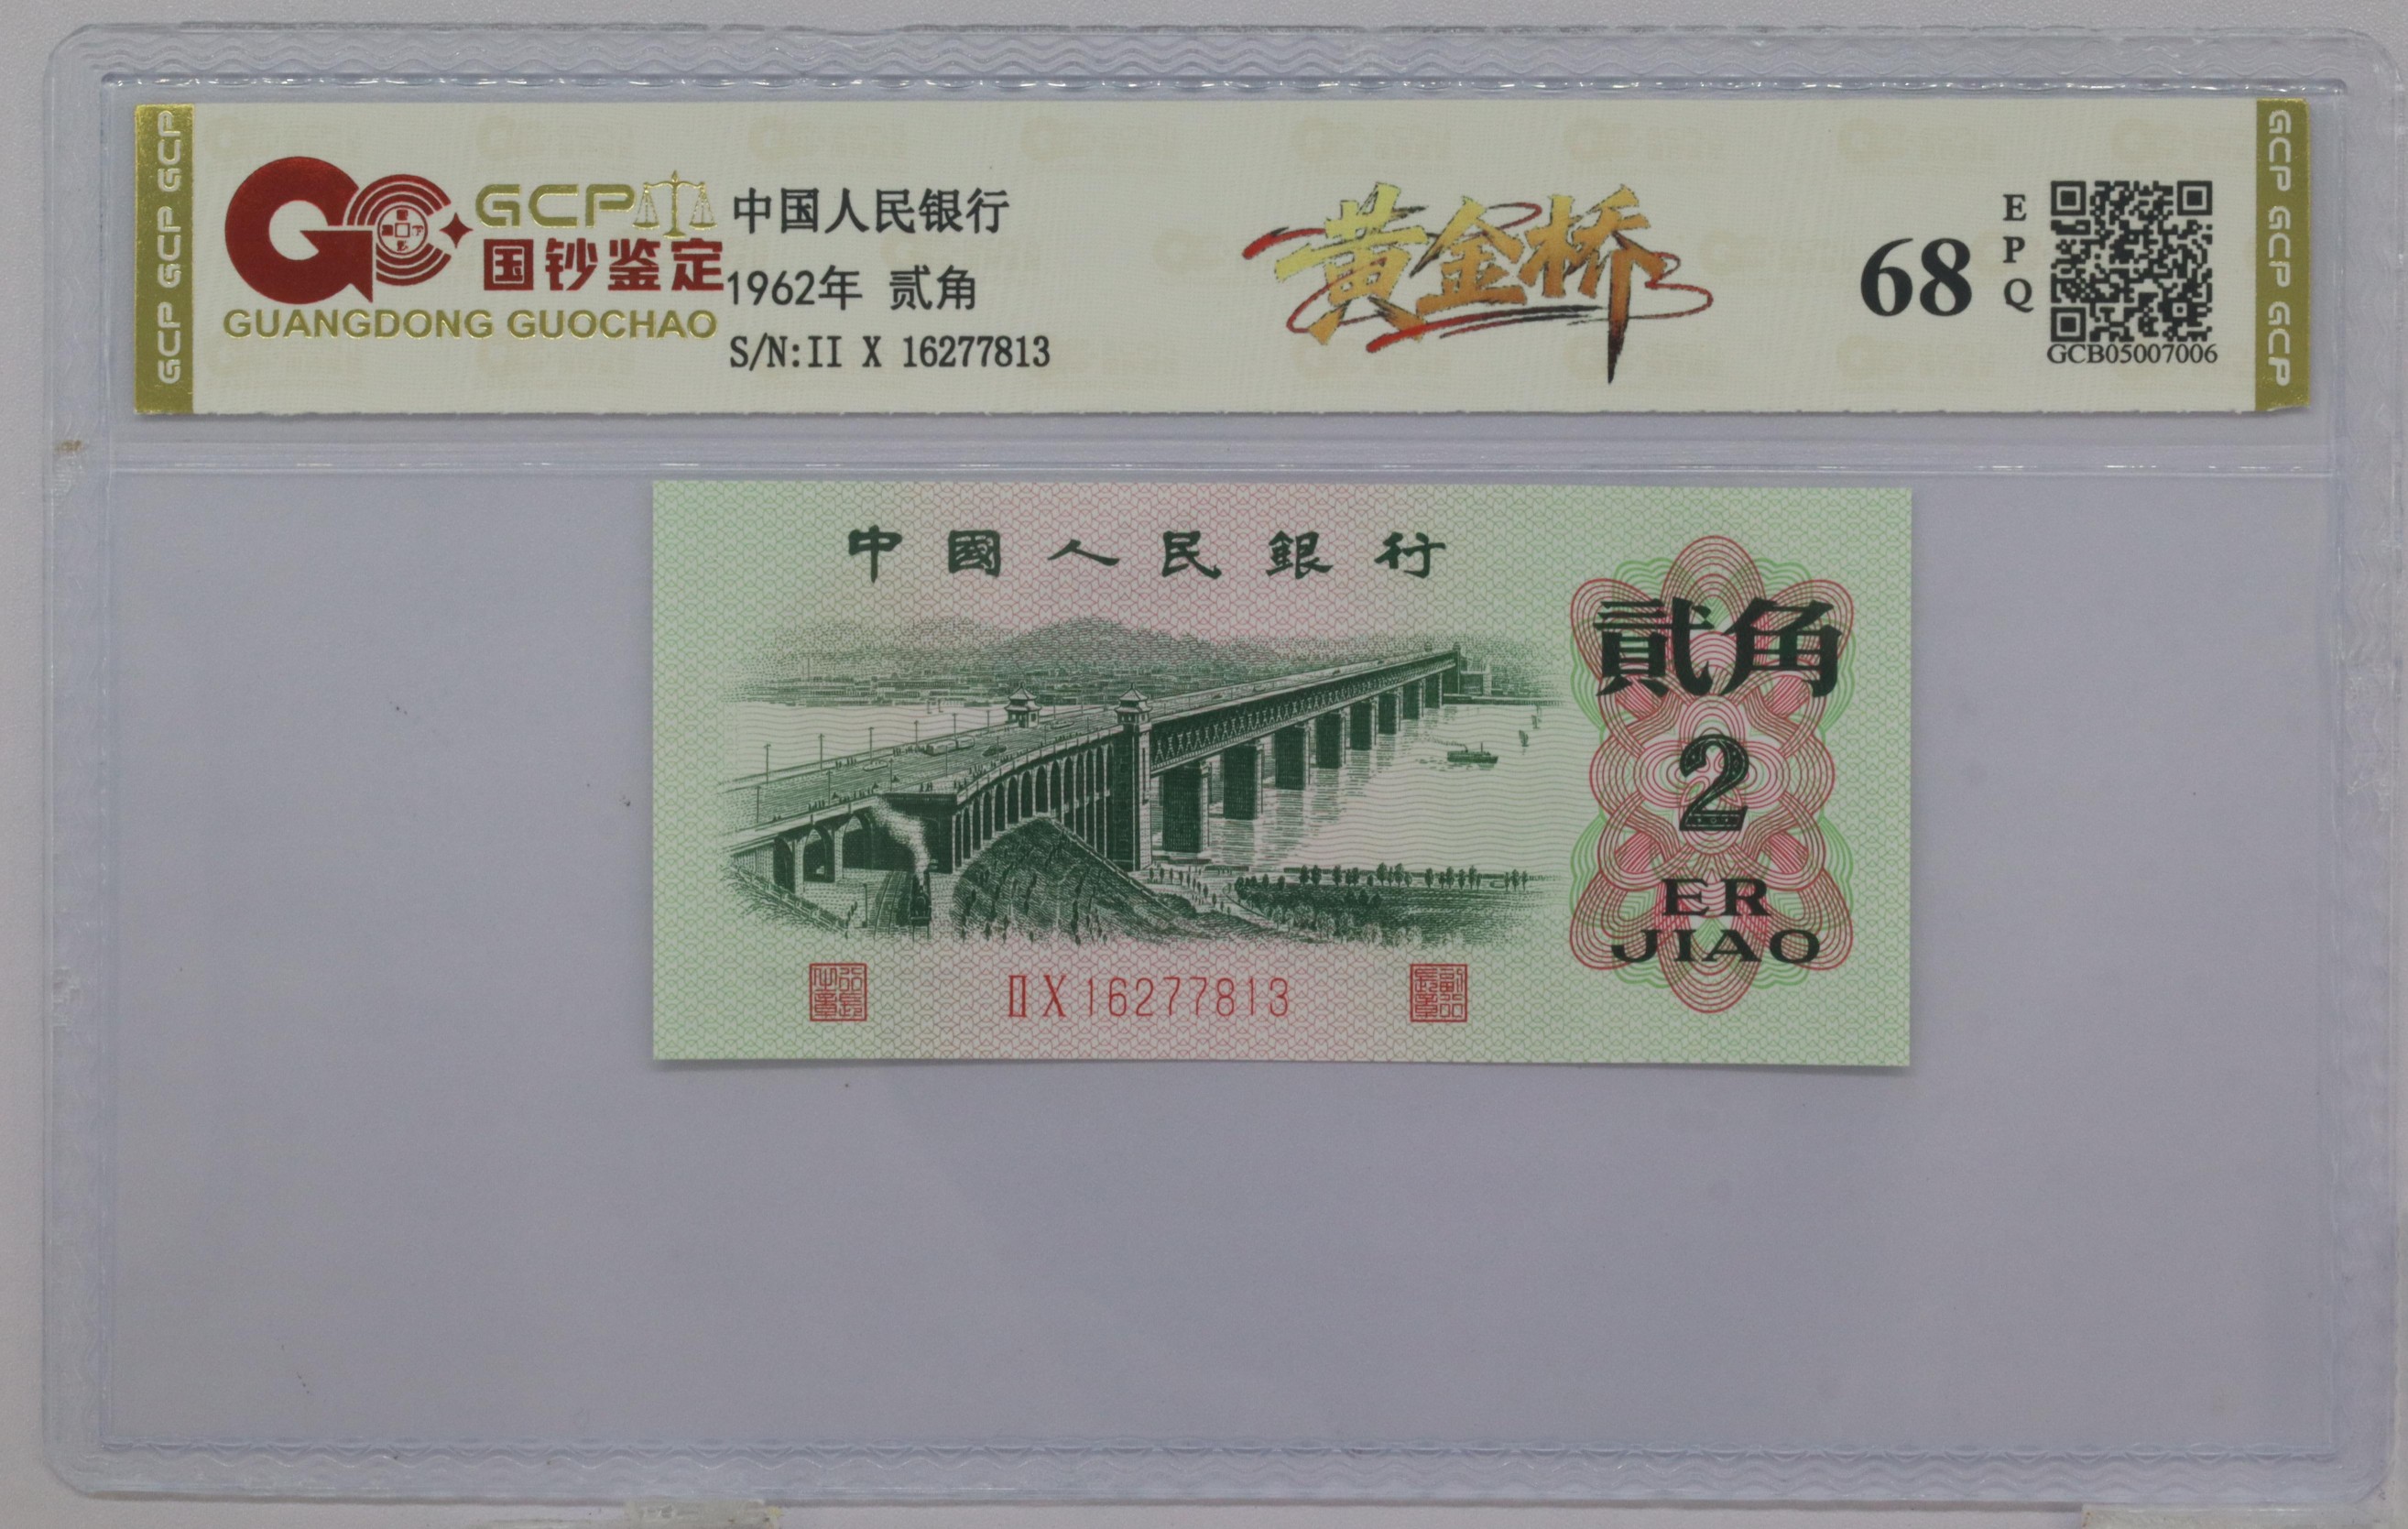 GCP GCP GCP
GCP
国钞鉴定
GUANGDONG GUOCHAO
中国人民银行
1962年 贰角
S/N:II X 16277813
黄金桥
68
EPQ
GCB05007006
GCP GCP GCP
中國人民銀行
貳角
2
ER
JIAO
II X 16277813